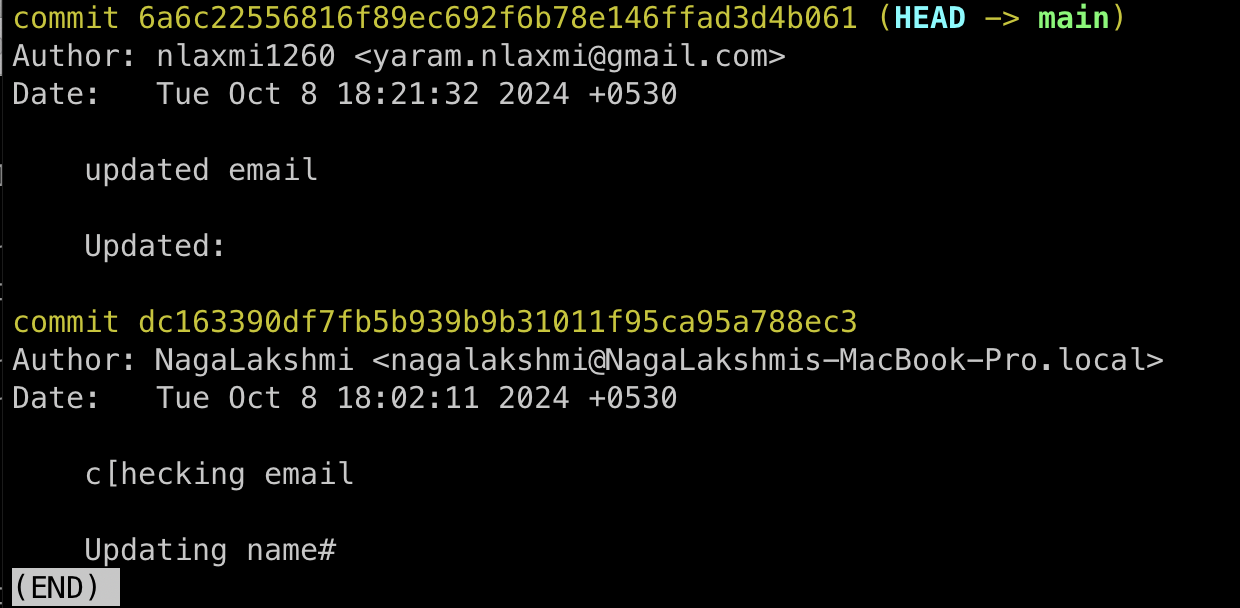 commit 6a6c22556816f89ec692f6b78e146ffad3d4b061 (HEAD -> main)
Author: nlaxmi1260 <yaram.nlaxmi@gmail.com>
Date:   Tue Oct 8 18:21:32 2024 +0530
updated email
Updated:
commit dc163390df7fb5b939b9b31011f95ca95a788ec3
Author: NagaLakshmi <nagalakshmi@NagaLakshmis-MacBook-Pro.local>
Date:   Tue Oct 8 18:02:11 2024 +0530
c[hecking email
Updating name#
(END)